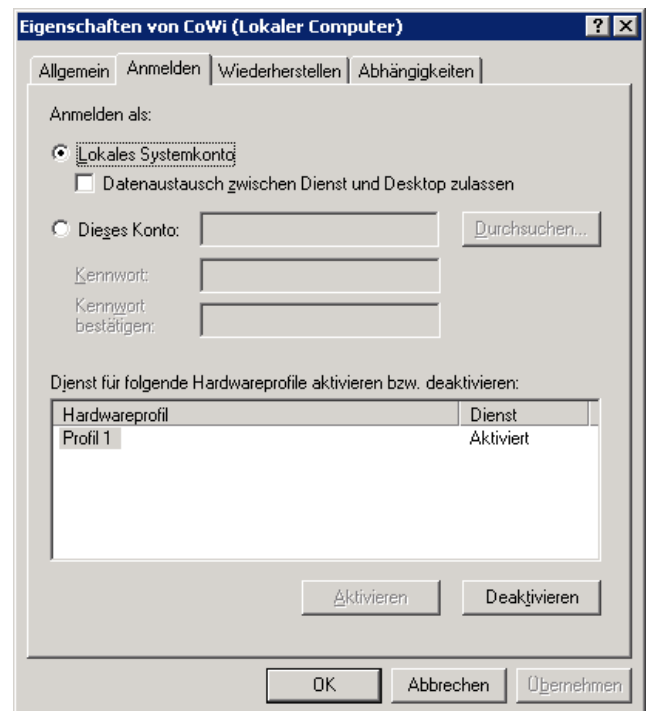 Eigenschaften von CoWi (Lokaler Computer)
Allgemein Anmelden Wiederherstellen Abhängigkeiten
Anmelden als:
Lokales Systemkonto
Datenaustausch zwischen Dienst und Desktop zulassen
Dieses Konto: Durchsuchen...
Kennwort:
Kennwort
bestätigen:
Dienst für folgende Hardwareprofile aktivieren bzw. deaktivieren:
Hardwareprofil Dienst
Profil 1 Aktiviert
Aktivieren Deaktivieren
OK Abbrechen Übernehmen